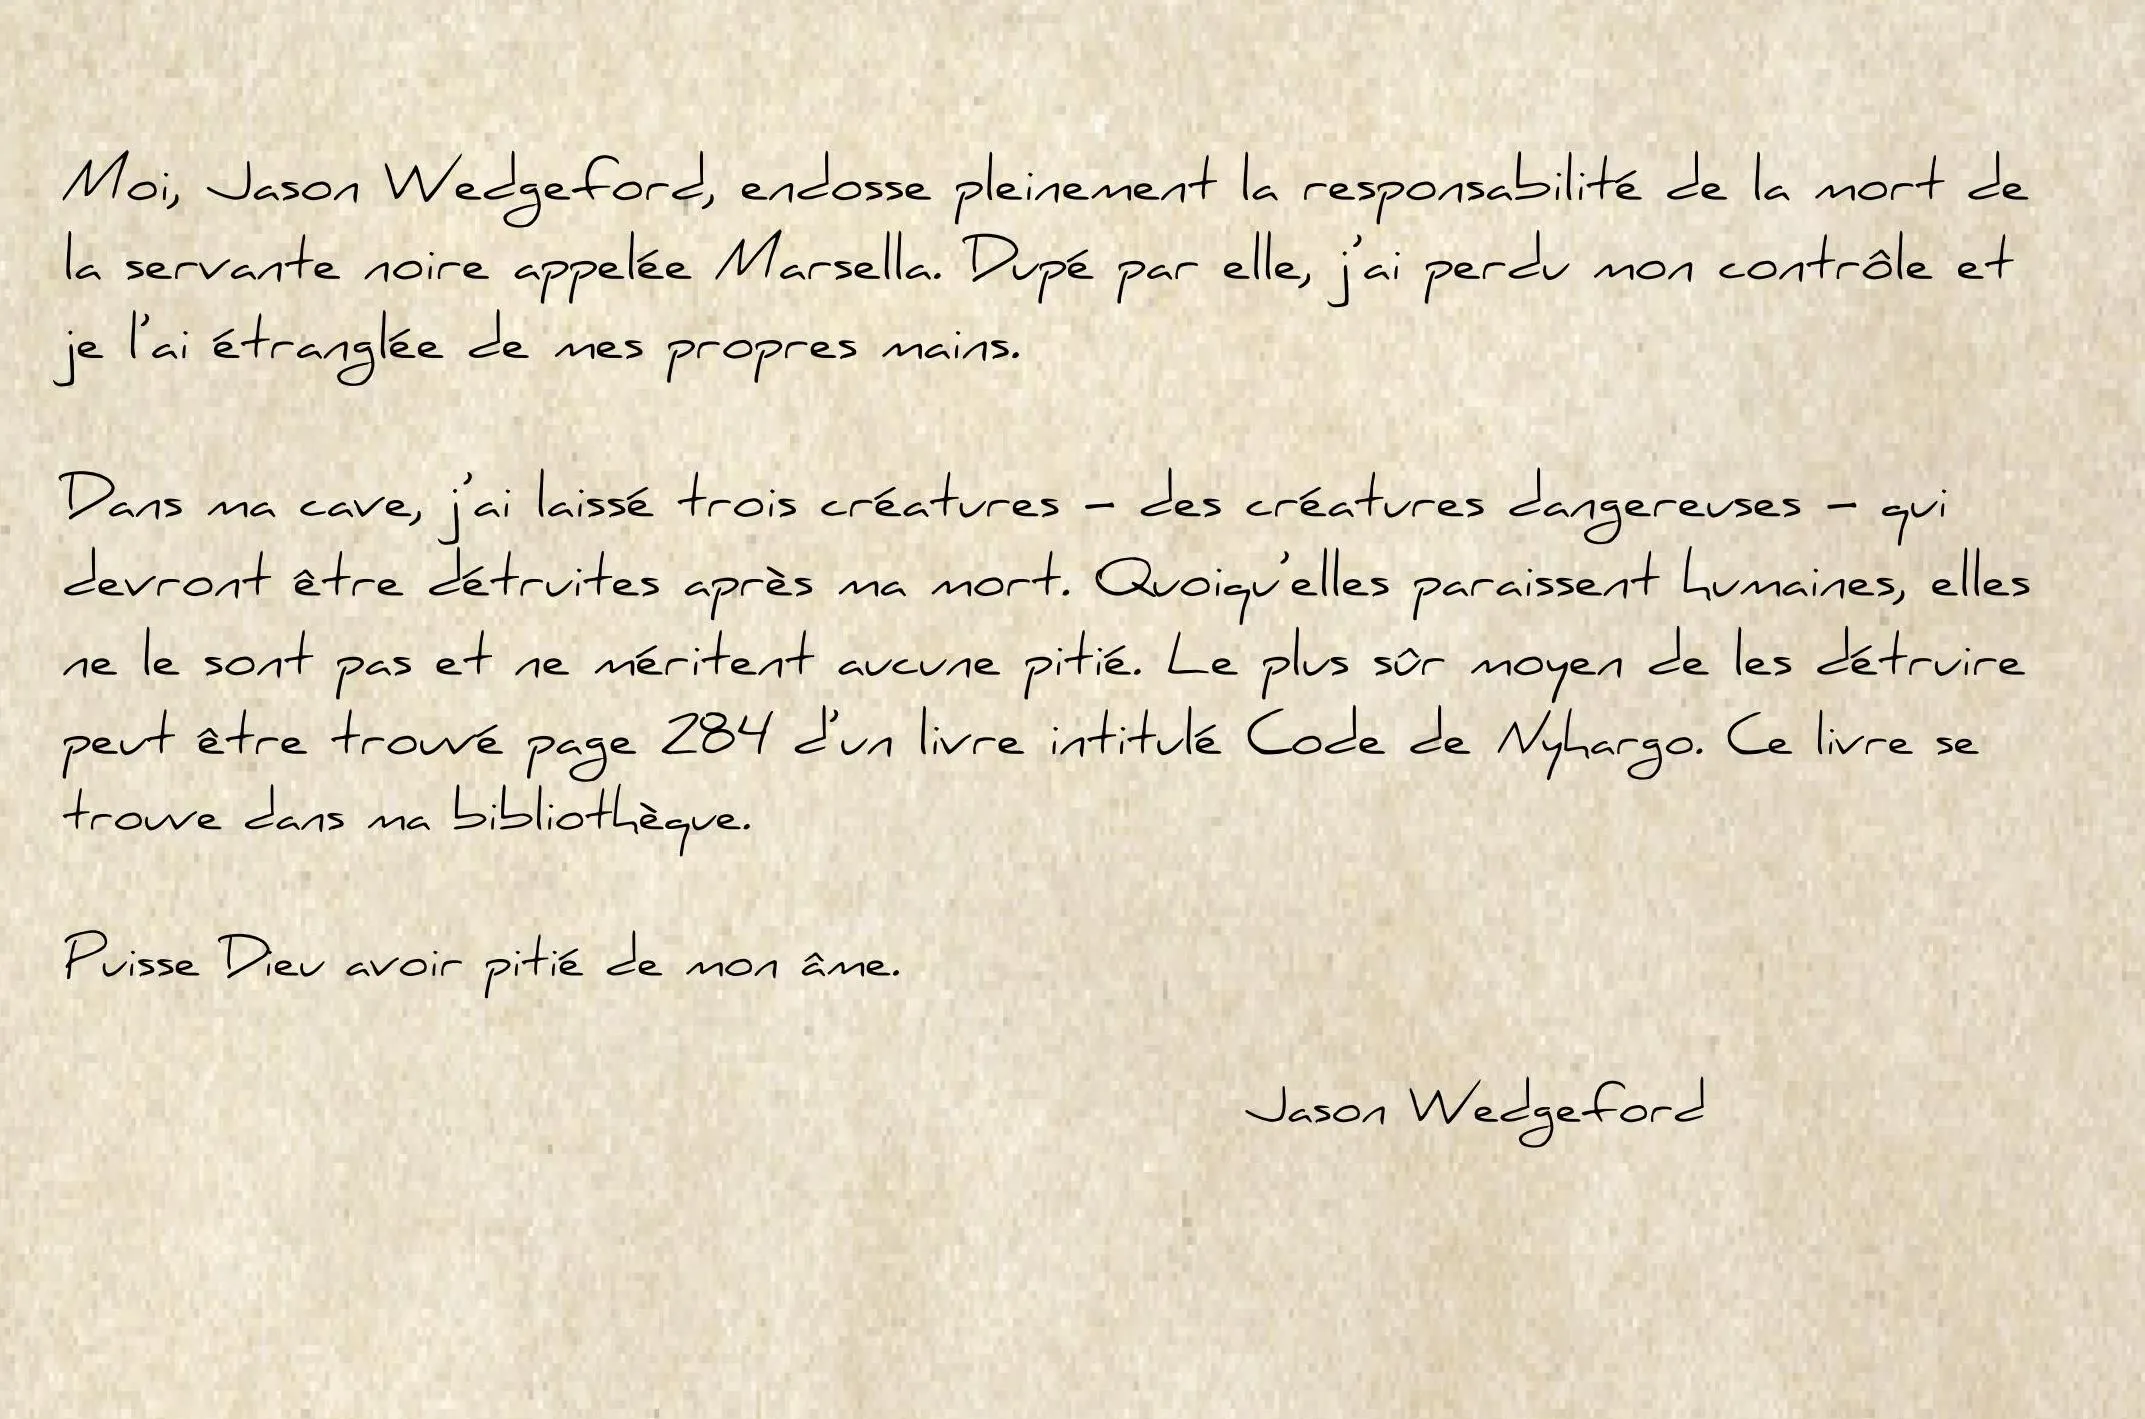 Moi, Jason Wedgeford, endosse pleinement la responsabilité de la mort de
la servante noire appelée Marsella. Dupé par elle, j'ai perdu mon contrôle et
je l'ai étranglée de mes propres mains.
Dans ma cave, j'ai laissé trois créatures – des créatures dangereuses – qui
devront être détruites après ma mort. Quoiqu'elles paraissent humaines, elles
ne le sont pas et ne méritent aucune pitié. Le plus sûr moyen de les détruire
peut être trouvé page 284 d'un livre intitulé Code de Nyhargo. Ce livre se
trouve dans ma bibliothèque.
Puisse Dieu avoir pitié de mon âme.
Jason Wedgeford